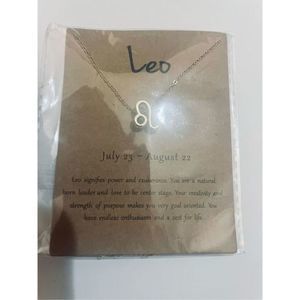 Leo
July 23 - August 22
Leo signifies power and exuberance. You are a natural
born leader and love to be center stage. Your creativity and
strength of purpose makes you very goal oriented. You
have endless enthusiasm and a zest for life.